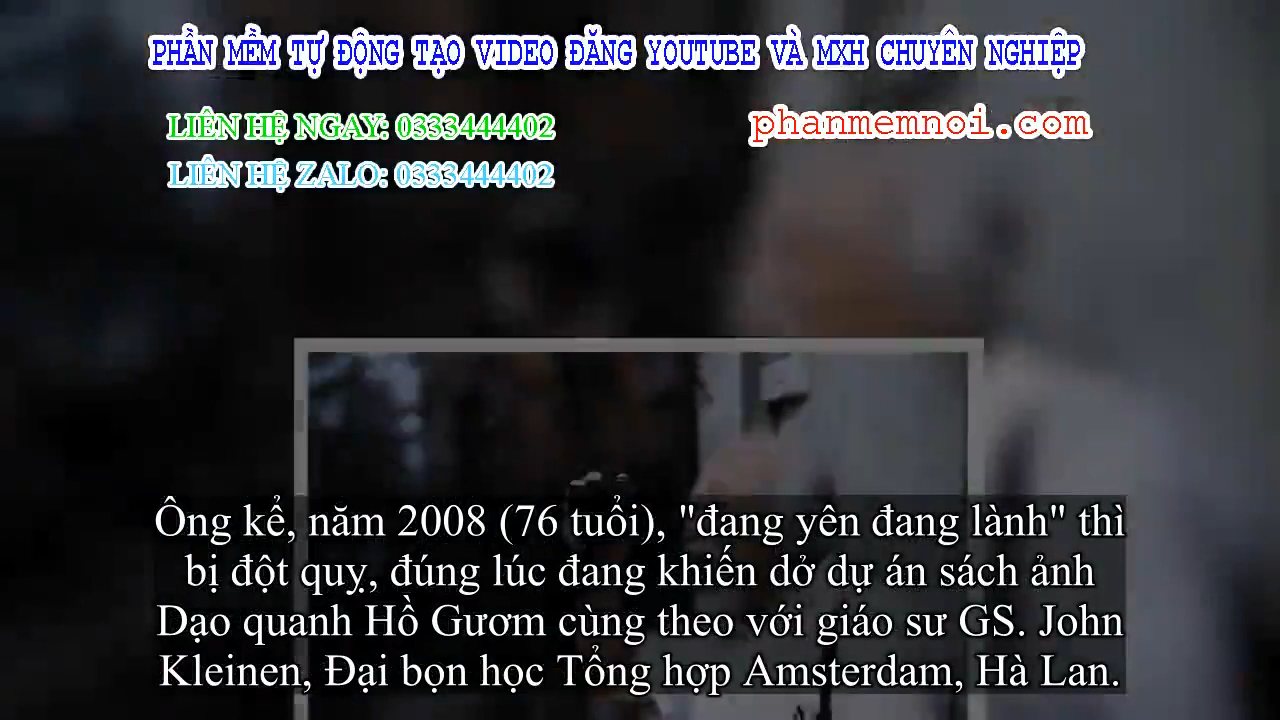 PHẦN MỀM TỰ ĐỘNG TẠO VIDEO ĐĂNG YOUTUBE VÀ MXH CHUYÊN NGHIỆP
LIÊN HỆ NGAY: 0333444402
phanmemnoi.com
LIÊN HỆ ZALO: 0333444402
Ông kể, năm 2008 (76 tuổi), "đang yên đang lành" thì
bị đột quỵ, đúng lúc đang khiến dở dự án sách ảnh
Dạo quanh Hồ Gươm cùng theo với giáo sư GS. John
Kleinen, Đại bọn học Tổng hợp Amsterdam, Hà Lan.